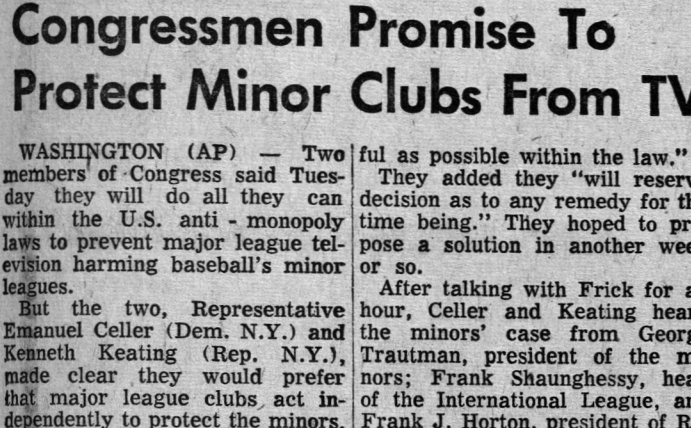 Congressmen Promise To
Protect Minor Clubs From TV
WASHINGTON (AP) — Two
members of Congress said Tues-
day they will do all they can
within the U.S. anti - monopoly
laws to prevent major league tel-
evision harming baseball's minor
leagues.
But the two, Representative
Emanuel Celler (Dem. N.Y.) and
Kenneth Keating (Rep. N.Y.),
made clear they would prefer
that major league clubs act in-
dependently to protect the minors.
ful as possible within the law."
They added they "will reserv
decision as to any remedy for th
time being." They hoped to pr
pose a solution in another wee
or so.
After talking with Frick for a
hour, Celler and Keating hear
the minors' case from Georg
Trautman, president of the m
nors; Frank Shaunghessy, hea
of the International League, an
Frank J. Horton, president of R